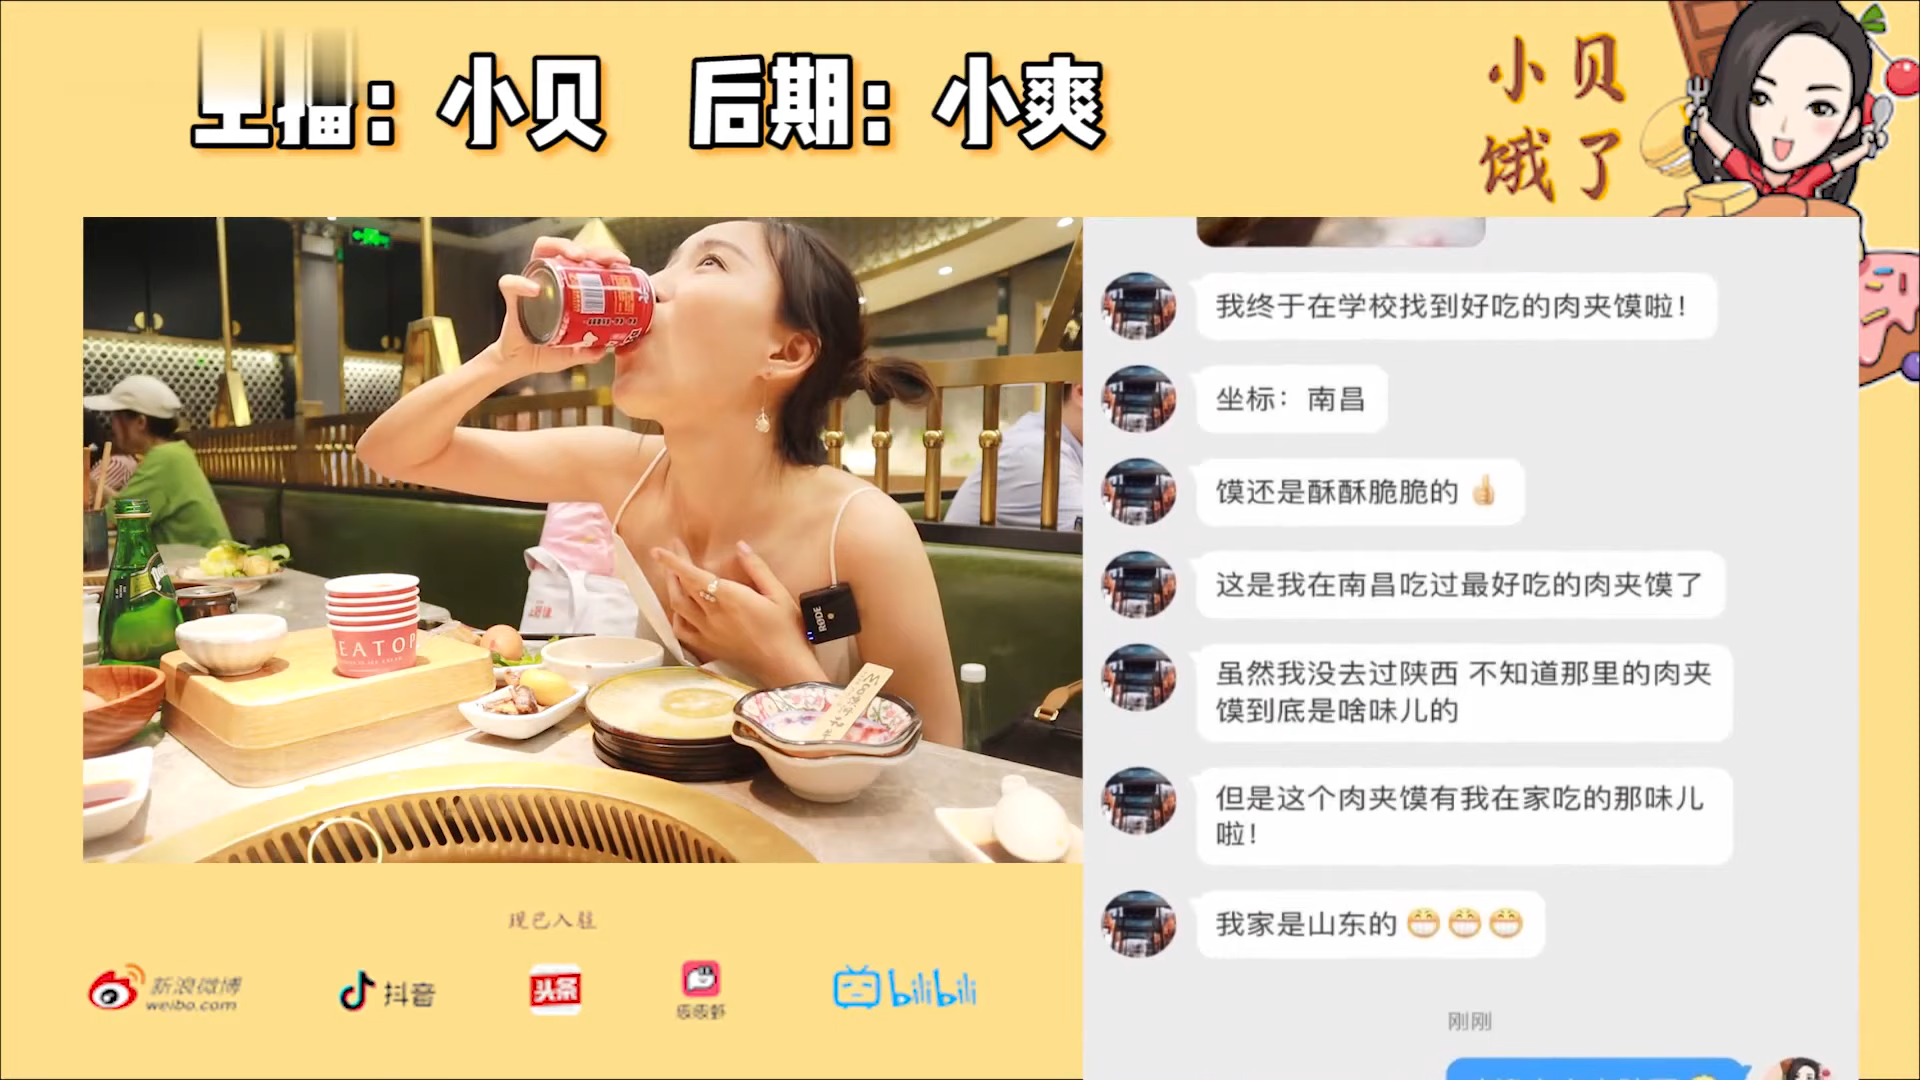 主播：小贝 后期：小爽
小贝
饿了
EATOP
RØDE
我终于在学校找到好吃的肉夹馍啦！
坐标：南昌
馍还是酥酥脆脆的
这是我在南昌吃过最好吃的肉夹馍了
虽然我没去过陕西 不知道那里的肉夹
馍到底是啥味儿的
但是这个肉夹馍有我在家吃的那味儿
啦！
我家是山东的
刚刚
现已入驻
新浪微博
weibo.com
抖音
头条
皮皮虾
bilibili